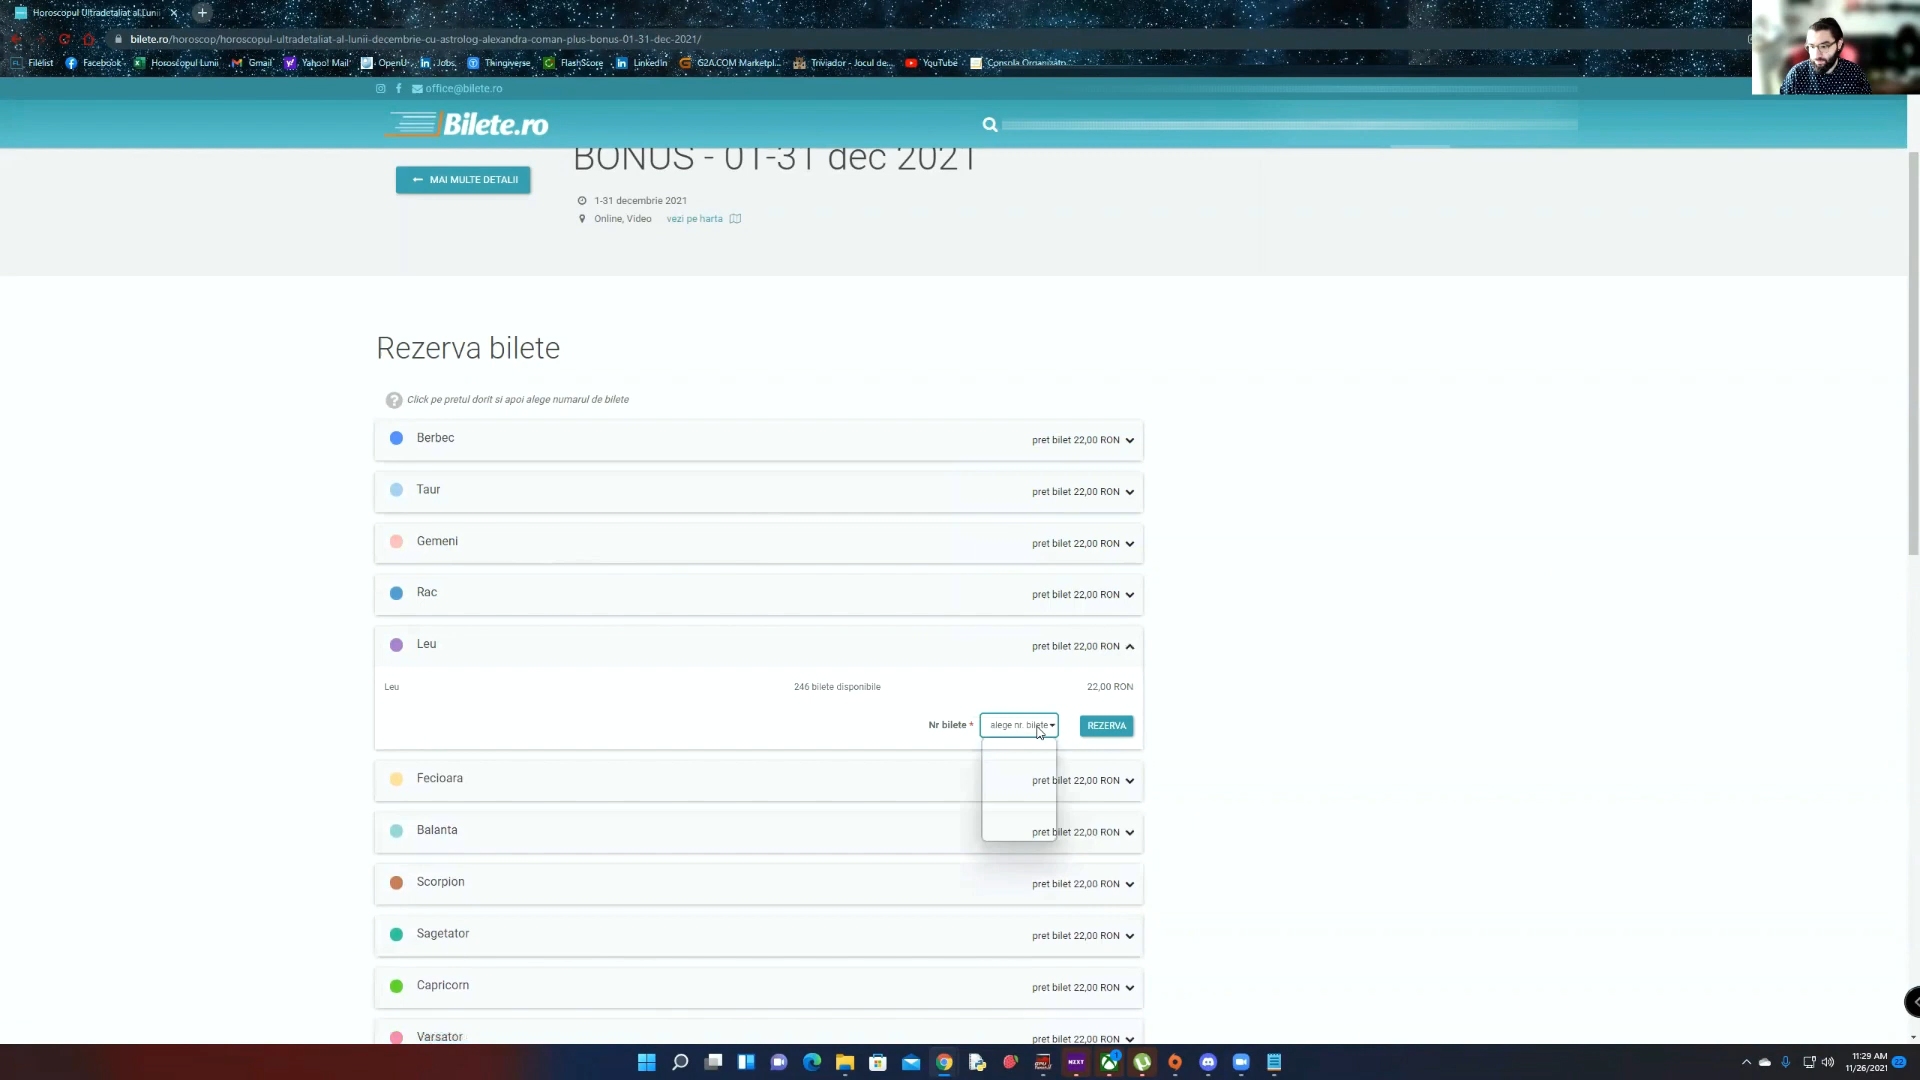 Horoscopul Ultradetaliat al Lunii
bilete.ro/horoscop/horoscopul-ultradetaliat-al-lunii-decembrie-cu-astrolog-alexandra-coman-plus-bonus-01-31-dec-2021/
Filelist
Facebook
Horoscopul Lunii
Gmail
Yahoo! Mail
OpenU
Jobs
Thingiverse
FlashScore
LinkedIn
G2A.COM Marketpl...
Triviador - Jocul de...
YouTube
Consola Organizato
office@bilete.ro
Bilete.ro
BONUS - 01-31 dec 2021
← MAI MULTE DETALII
1-31 decembrie 2021
Online, Video vezi pe harta
Rezerva bilete
? Click pe pretul dorit si apoi alege numarul de bilete
Berbec pret bilet 22,00 RON
Taur pret bilet 22,00 RON
Gemeni pret bilet 22,00 RON
Rac pret bilet 22,00 RON
Leu pret bilet 22,00 RON
Leu 246 bilete disponibile 22,00 RON
Nr bilete * alege nr. bilete REZERVA
Fecioara pret bilet 22,00 RON
Balanta pret bilet 22,00 RON
Scorpion pret bilet 22,00 RON
Sagetator pret bilet 22,00 RON
Capricorn pret bilet 22,00 RON
Varsator pret bilet 22,00 RON
11:29 AM
11/26/2021
22